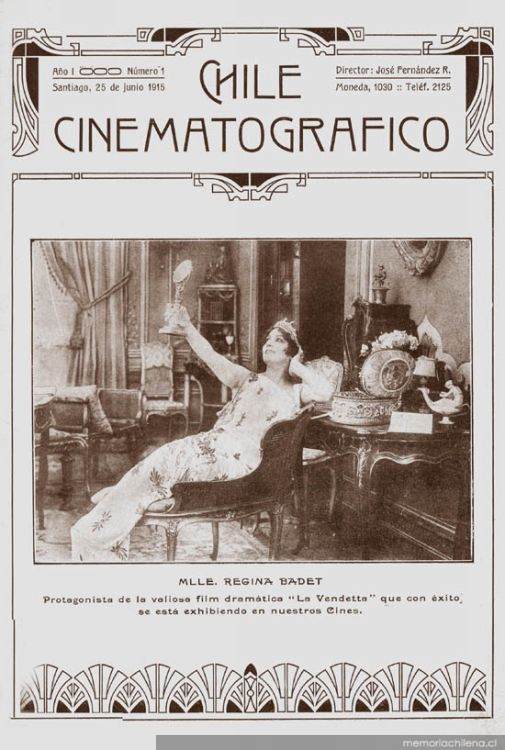 Año I Número 1
Santiago, 25 de junio 1915
CHILE
CINEMATOGRAFICO
Director: José Fernández R.
Moneda, 1030 :: Teléf. 2125
MLLE. REGINA BADET
Protagonista de la valiosa film dramática "La Vendetta" que con éxito
se está exhibiendo en nuestros Cines.
memoriachilena.cl